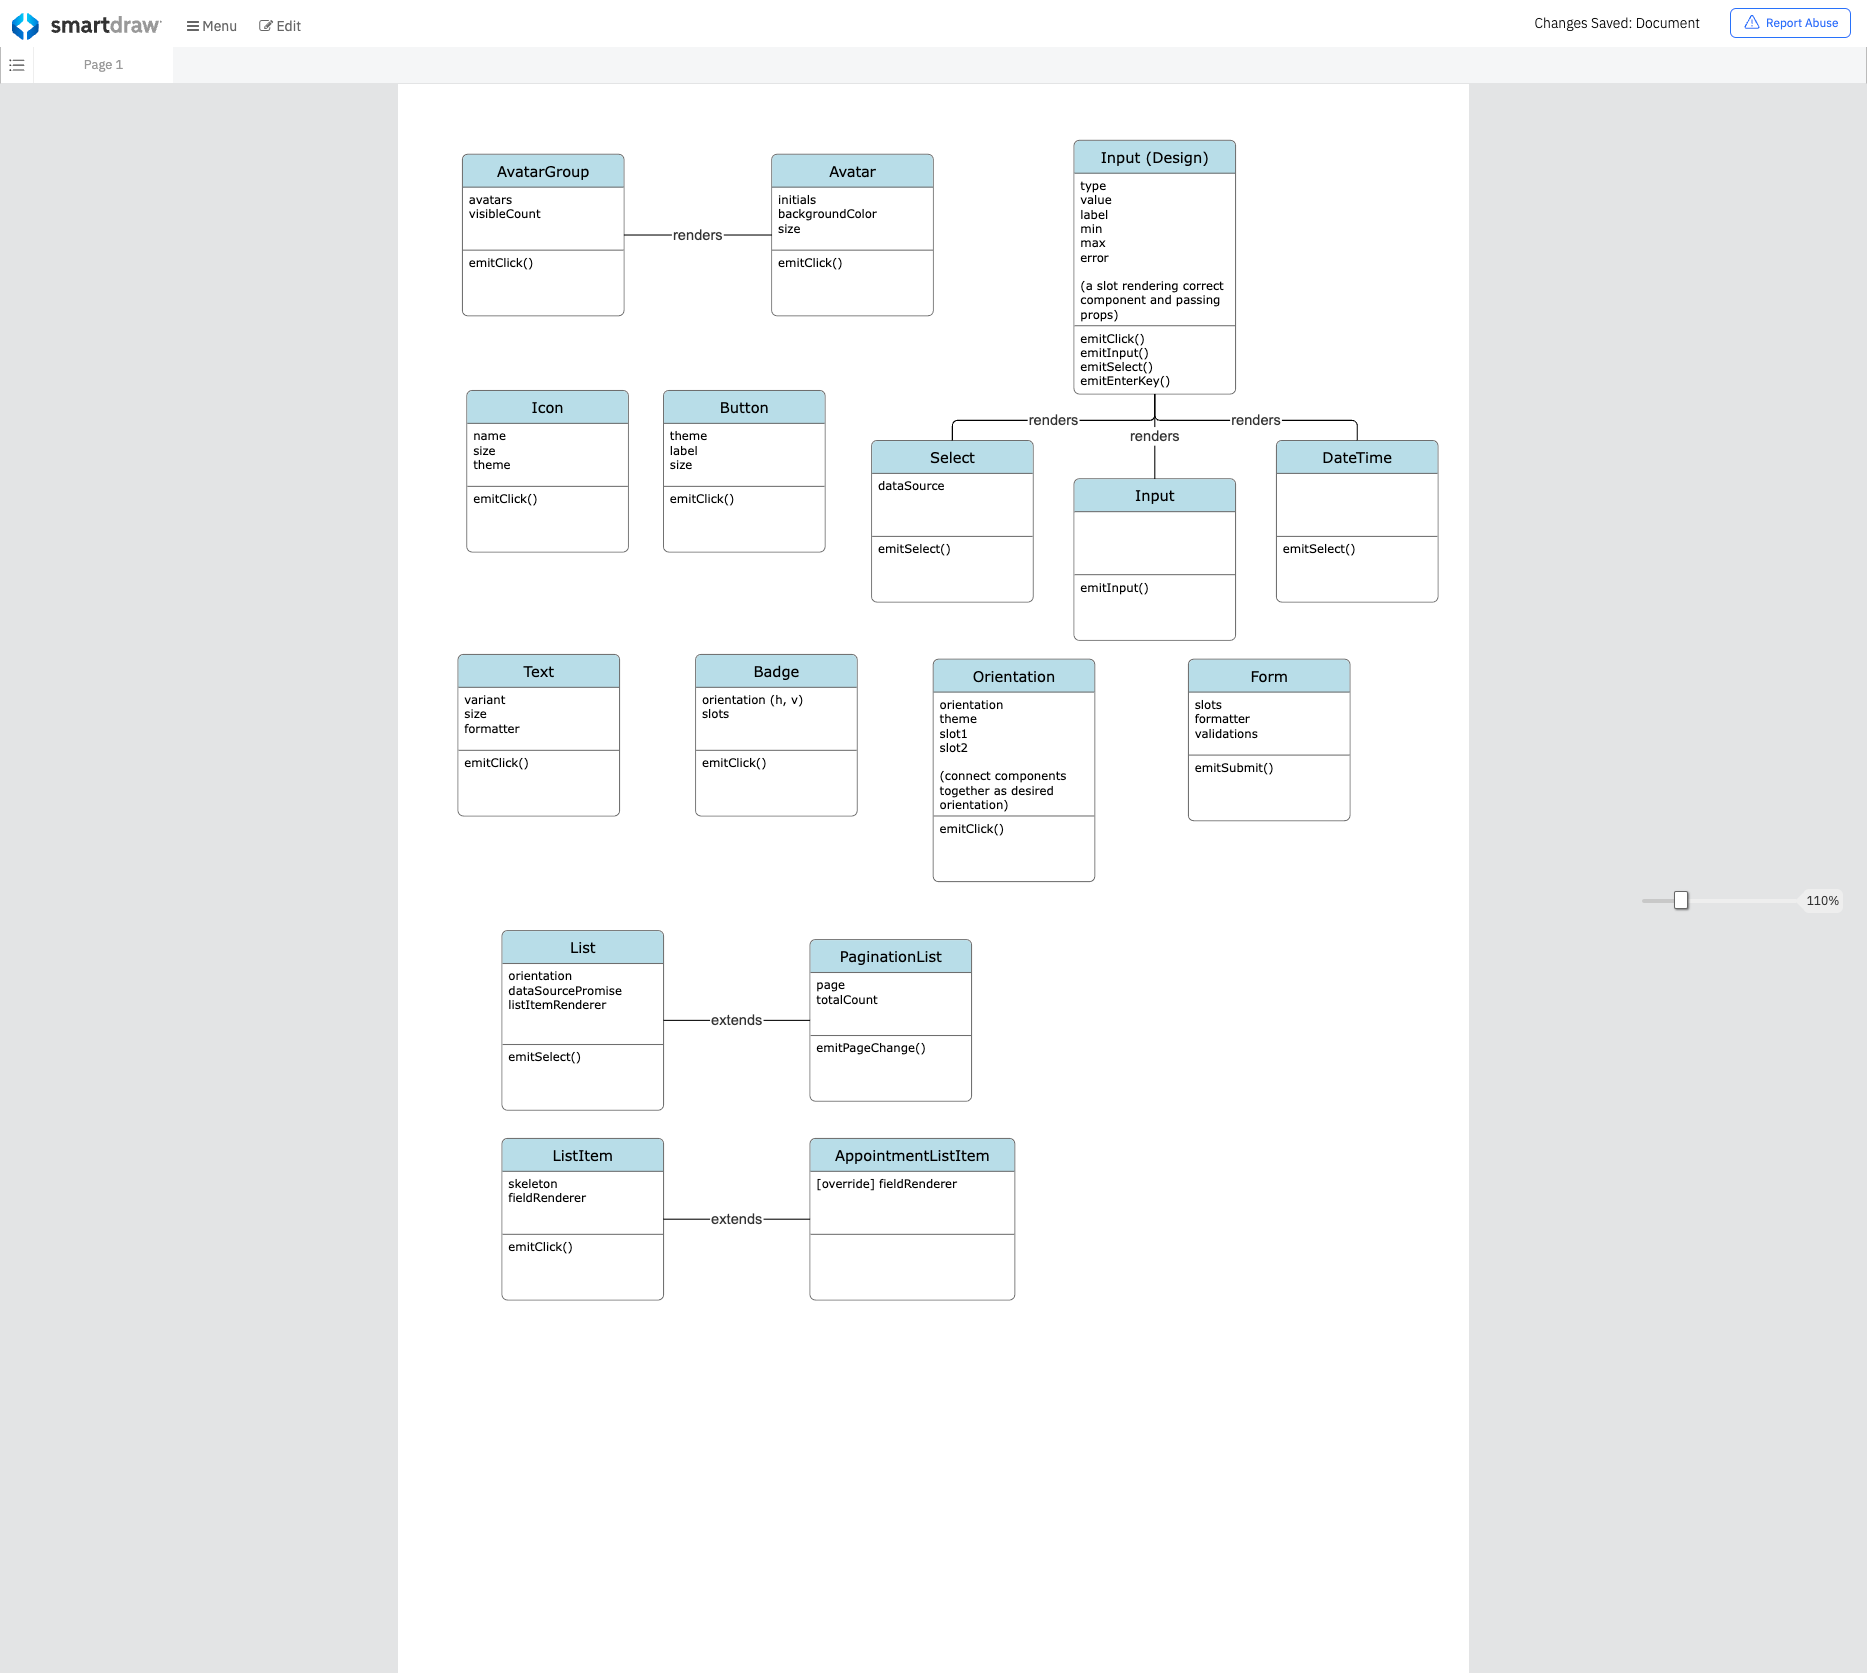 smartdraw
Menu
Edit
Changes Saved: Document
Report Abuse
Page 1
AvatarGroup
avatars
visibleCount
emitClick()
renders
Avatar
initials
backgroundColor
size
emitClick()
Input (Design)
type
value
label
min
max
error
(a slot rendering correct
component and passing
props)
emitClick()
emitInput()
emitSelect()
emitEnterKey()
Icon
name
size
theme
emitClick()
Button
theme
label
size
emitClick()
renders
renders
renders
Select
dataSource
emitSelect()
Input
emitInput()
DateTime
emitSelect()
Text
variant
size
formatter
emitClick()
Badge
orientation (h, v)
slots
emitClick()
Orientation
orientation
theme
slot1
slot2
(connect components
together as desired
orientation)
emitClick()
Form
slots
formatter
validations
emitSubmit()
110%
List
orientation
dataSourcePromise
listItemRenderer
emitSelect()
extends
PaginationList
page
totalCount
emitPageChange()
ListItem
skeleton
fieldRenderer
emitClick()
extends
AppointmentListItem
[override] fieldRenderer